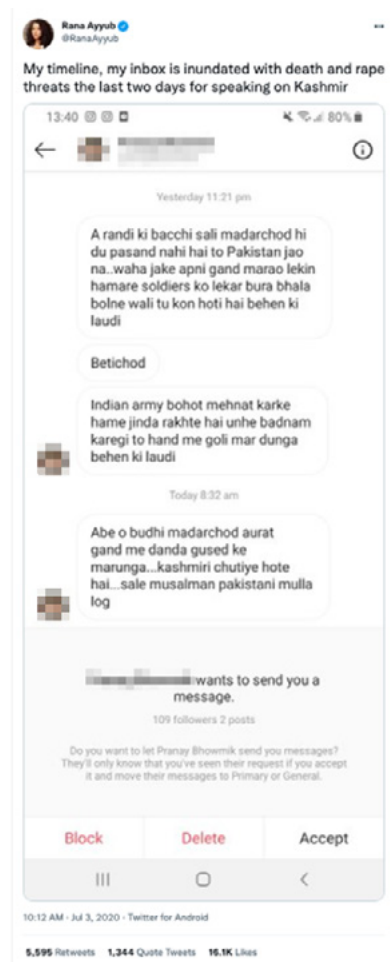 Rana Ayyub
@RanaAyyub
My timeline, my inbox is inundated with death and rape
threats the last two days for speaking on Kashmir
13:40
80%
Yesterday 11:21 pm
A randi ki bacchi sali madarchod hi
du pasand nahi hai to Pakistan jao
na..waha jake apni gand marao lekin
hamare soldiers ko lekar bura bhala
bolne wali tu kon hoti hai behen ki
laudi
Betichod
Indian army bohot mehnat karke
hame jinda rakhte hai unhe badnam
karegi to hand me goli mar dunga
behen ki laudi
Today 8:32 am
Abe o budhi madarchod aurat
gand me danda gused ke
marunga...kashmiri chutiye hote
hai...sale musalman pakistani mulla
log
wants to send you a
message.
109 followers 2 posts
Do you want to let Pranay Bhowmik send you messages?
They'll only know that you've seen their request if you accept
it and move their messages to Primary or General.
Block
Delete
Accept
10:12 AM · Jul 3, 2020 · Twitter for Android
5,595 Retweets 1,344 Quote Tweets 16.1K Likes